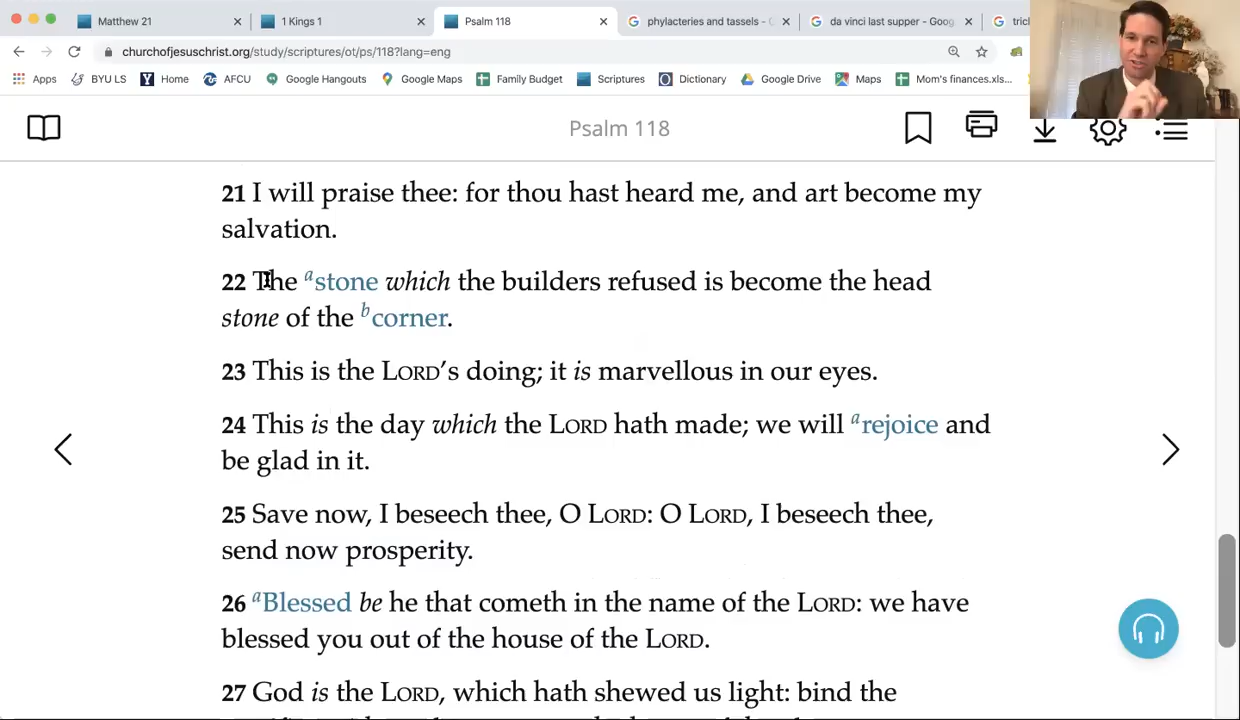 Matthew 21
1 Kings 1
Psalm 118
phylacteries and tassels - G
da vinci last supper - Goog
tricl
churchofjesuschrist.org/study/scriptures/ot/ps/118?lang=eng
Apps BYU LS Home AFCU Google Hangouts Google Maps Family Budget Scriptures Dictionary Google Drive Maps Mom's finances.xls...
Psalm 118
21 I will praise thee: for thou hast heard me, and art become my
salvation.
22 The a stone which the builders refused is become the head
stone of the b corner.
23 This is the LORD's doing; it is marvellous in our eyes.
24 This is the day which the LORD hath made; we will a rejoice and
be glad in it.
25 Save now, I beseech thee, O LORD: O LORD, I beseech thee,
send now prosperity.
26 a Blessed be he that cometh in the name of the LORD: we have
blessed you out of the house of the LORD.
27 God is the LORD, which hath shewed us light: bind the